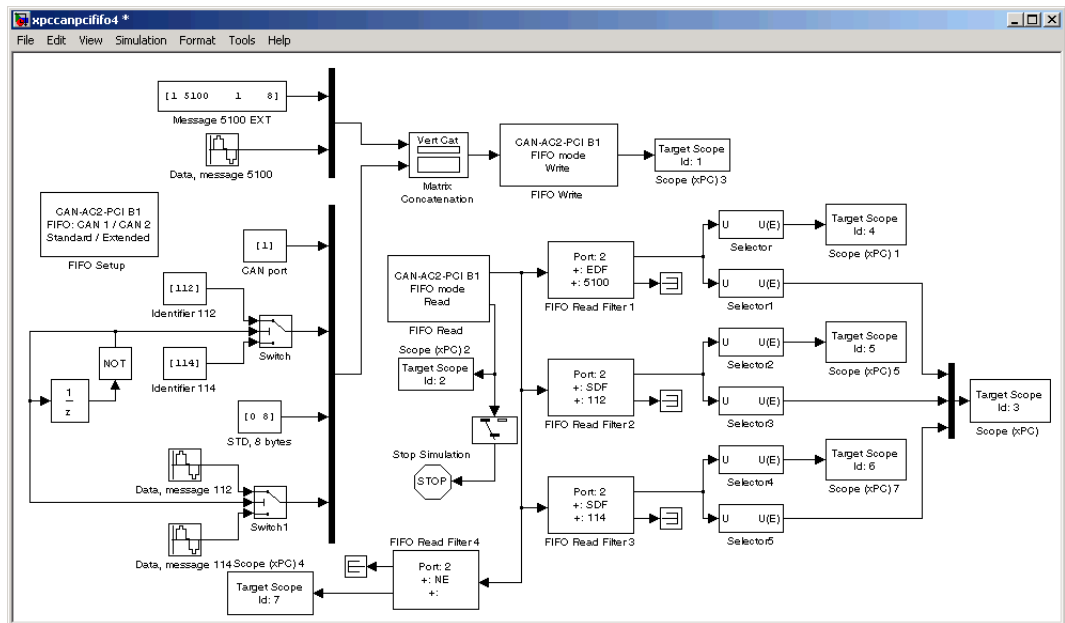 xpccanpcififo4 *
File Edit View Simulation Format Tools Help
[1 5100 1 8]
Message 5100 EXT
Data, message 5100
Vert Cat
Matrix
Concatenation
CAN-AC2-PCI B1
FIFO mode
Write
FIFO Write
Target Scope
Id: 1
Scope (xPC) 3
CAN-AC2-PCI B1
FIFO: CAN 1 / CAN 2
Standard / Extended
FIFO Setup
[1]
CAN port
[112]
Identifier 112
Switch
[114]
Identifier 114
NOT
1
z
[0 8]
STD, 8 bytes
Data, message 112
Switch1
Data, message 114
CAN-AC2-PCI B1
FIFO mode
Read
FIFO Read
Scope (xPC) 2
Target Scope
Id: 2
Stop Simulation
STOP
Port: 2
+: EDF
+: 5100
FIFO Read Filter1
U U(E)
Selector
Target Scope
Id: 4
Scope (xPC) 1
U U(E)
Selector1
Port: 2
+: SDF
+: 112
FIFO Read Filter2
U U(E)
Selector2
Target Scope
Id: 5
Scope (xPC) 5
U U(E)
Selector3
Target Scope
Id: 3
Scope (xPC)
Port: 2
+: SDF
+: 114
FIFO Read Filter3
U U(E)
Selector4
Target Scope
Id: 6
Scope (xPC) 7
U U(E)
Selector5
FIFO Read Filter4
Port: 2
+: NE
+:
Scope (xPC) 4
Target Scope
Id: 7